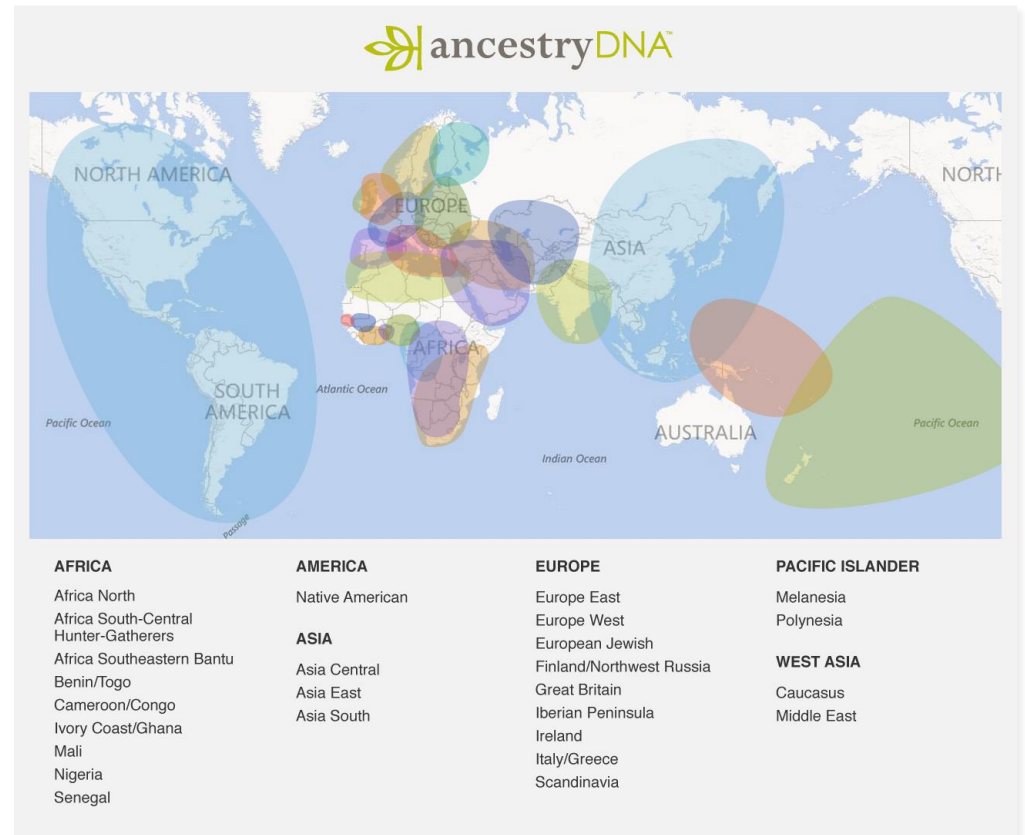 ancestryDNA™
NORTH AMERICA
NORTH
EUROPE
ASIA
AFRICA
Atlantic Ocean
SOUTH
AMERICA
Pacific Ocean
Pacific Ocean
AUSTRALIA
Indian Ocean
Passage
AFRICA
Africa North
Africa South-Central
Hunter-Gatherers
Africa Southeastern Bantu
Benin/Togo
Cameroon/Congo
Ivory Coast/Ghana
Mali
Nigeria
Senegal
AMERICA
Native American
ASIA
Asia Central
Asia East
Asia South
EUROPE
Europe East
Europe West
European Jewish
Finland/Northwest Russia
Great Britain
Iberian Peninsula
Ireland
Italy/Greece
Scandinavia
PACIFIC ISLANDER
Melanesia
Polynesia
WEST ASIA
Caucasus
Middle East